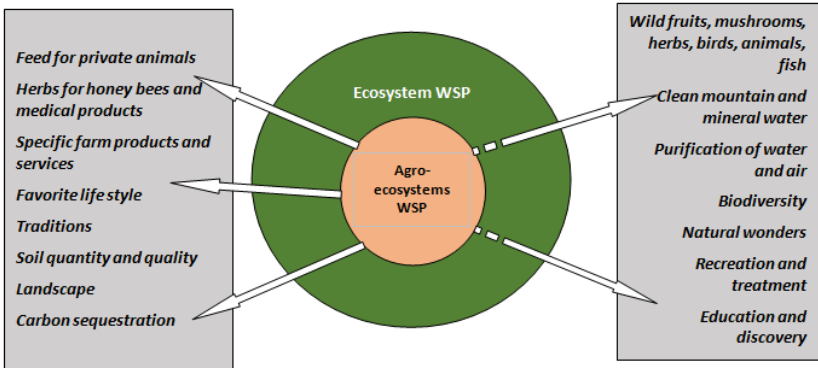 Feed for private animals
Herbs for honey bees and
medical products
Specific farm products and
services
Favorite life style
Traditions
Soil quantity and quality
Landscape
Carbon sequestration
Ecosystem WSP
Agro-
ecosystems
WSP
Wild fruits, mushrooms,
herbs, birds, animals,
fish
Clean mountain and
mineral water
Purification of water
and air
Biodiversity
Natural wonders
Recreation and
treatment
Education and
discovery